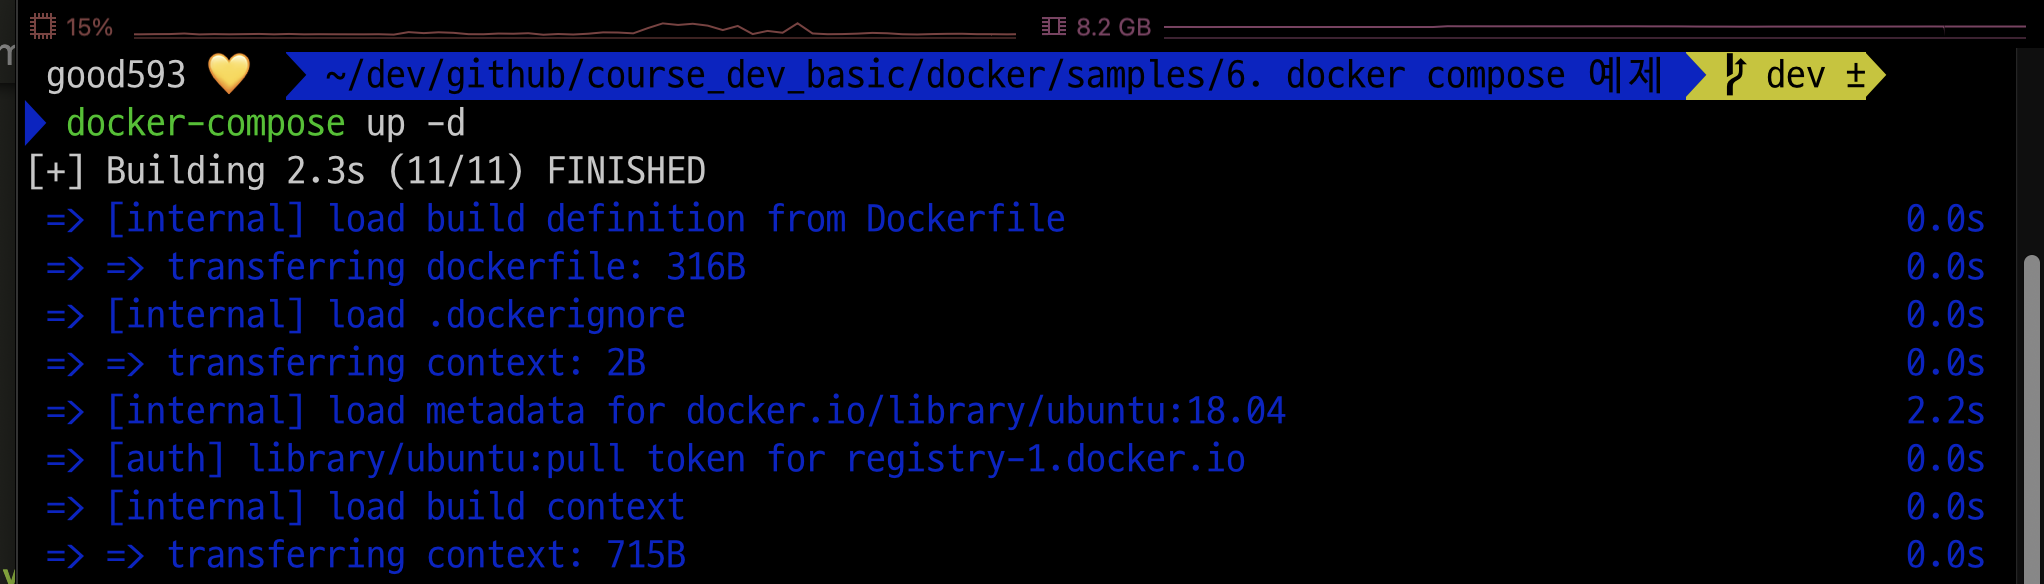 15% 8.2 GB
good593 💛 ~/dev/github/course_dev_basic/docker/samples/6. docker compose 예제 dev ±
docker-compose up -d
[+] Building 2.3s (11/11) FINISHED
=> [internal] load build definition from Dockerfile 0.0s
=> => transferring dockerfile: 316B 0.0s
=> [internal] load .dockerignore 0.0s
=> => transferring context: 2B 0.0s
=> [internal] load metadata for docker.io/library/ubuntu:18.04 2.2s
=> [auth] library/ubuntu:pull token for registry-1.docker.io 0.0s
=> [internal] load build context 0.0s
=> => transferring context: 715B 0.0s